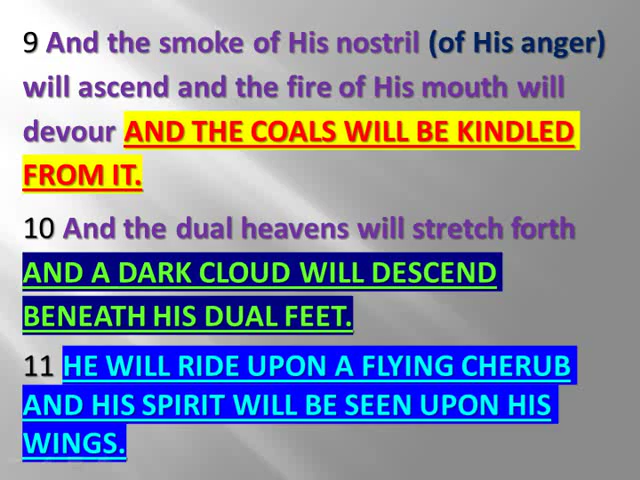 9 And the smoke of His nostril (of His anger)
will ascend and the fire of His mouth will
devour AND THE COALS WILL BE KINDLED
FROM IT.
10 And the dual heavens will stretch forth
AND A DARK CLOUD WILL DESCEND
BENEATH HIS DUAL FEET.
11 HE WILL RIDE UPON A FLYING CHERUB
AND HIS SPIRIT WILL BE SEEN UPON HIS
WINGS.